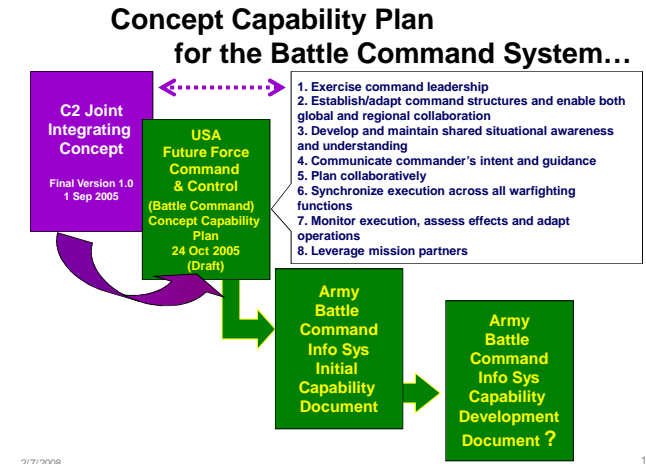 Concept Capability Plan
for the Battle Command System…
C2 Joint
Integrating
Concept
Final Version 1.0
1 Sep 2005
USA
Future Force
Command
& Control
(Battle Command)
Concept Capability
Plan
24 Oct 2005
(Draft)
1. Exercise command leadership
2. Establish/adapt command structures and enable both
global and regional collaboration
3. Develop and maintain shared situational awareness
and understanding
4. Communicate commander’s intent and guidance
5. Plan collaboratively
6. Synchronize execution across all warfighting
functions
7. Monitor execution, assess effects and adapt
operations
8. Leverage mission partners
Army
Battle
Command
Info Sys
Initial
Capability
Document
Army
Battle
Command
Info Sys
Capability
Development
Document ?
2/7/2008
1